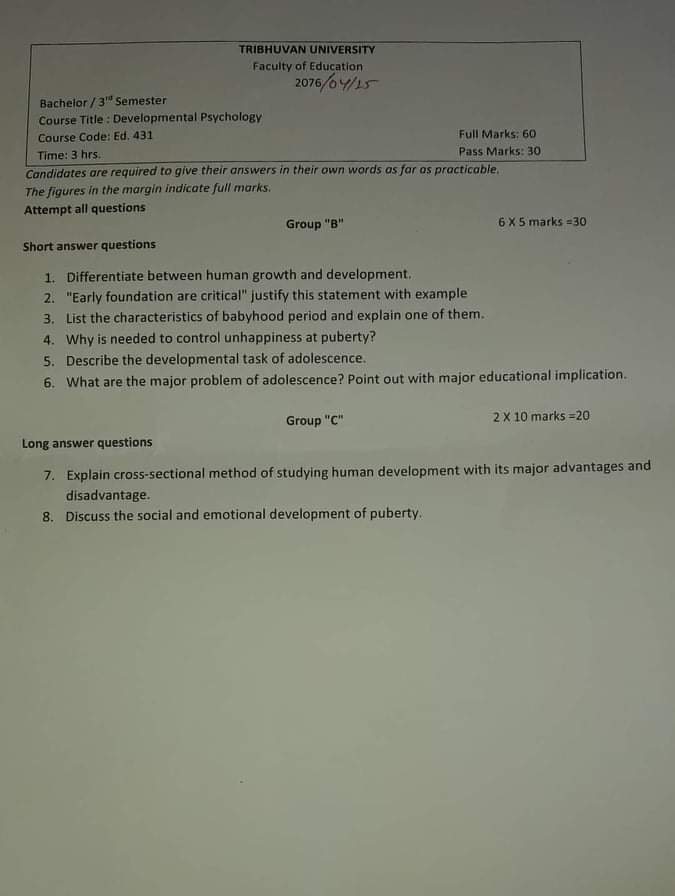 TRIBHUVAN UNIVERSITY
Faculty of Education
2076/04/15
Bachelor / 3rd Semester
Course Title : Developmental Psychology
Course Code: Ed. 431 Full Marks: 60
Time: 3 hrs. Pass Marks: 30
Candidates are required to give their answers in their own words as far as practicable.
The figures in the margin indicate full marks.
Attempt all questions
Group "B" 6 X 5 marks =30
Short answer questions
1. Differentiate between human growth and development.
2. "Early foundation are critical" justify this statement with example
3. List the characteristics of babyhood period and explain one of them.
4. Why is needed to control unhappiness at puberty?
5. Describe the developmental task of adolescence.
6. What are the major problem of adolescence? Point out with major educational implication.
Group "C" 2 X 10 marks =20
Long answer questions
7. Explain cross-sectional method of studying human development with its major advantages and
disadvantage.
8. Discuss the social and emotional development of puberty.